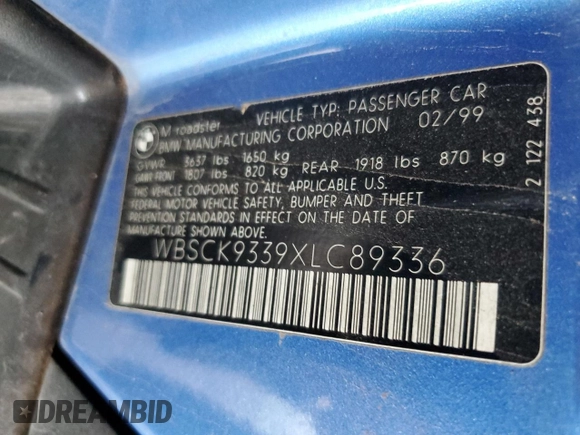 M roadster VEHICLE TYP: PASSENGER CAR
BMW MANUFACTURING CORPORATION 02/99
GVWR 3637 lbs 1650 kg
GAWR FRONT 1807 lbs 820 kg REAR 1918 lbs 870 kg
THIS VEHICLE CONFORMS TO ALL APPLICABLE U.S.
FEDERAL MOTOR VEHICLE SAFETY, BUMPER AND THEFT
PREVENTION STANDARDS IN EFFECT ON THE DATE OF
MANUFACTURE SHOWN ABOVE.
WBSCK9339XLC89336
2 122 438
DREAMBID